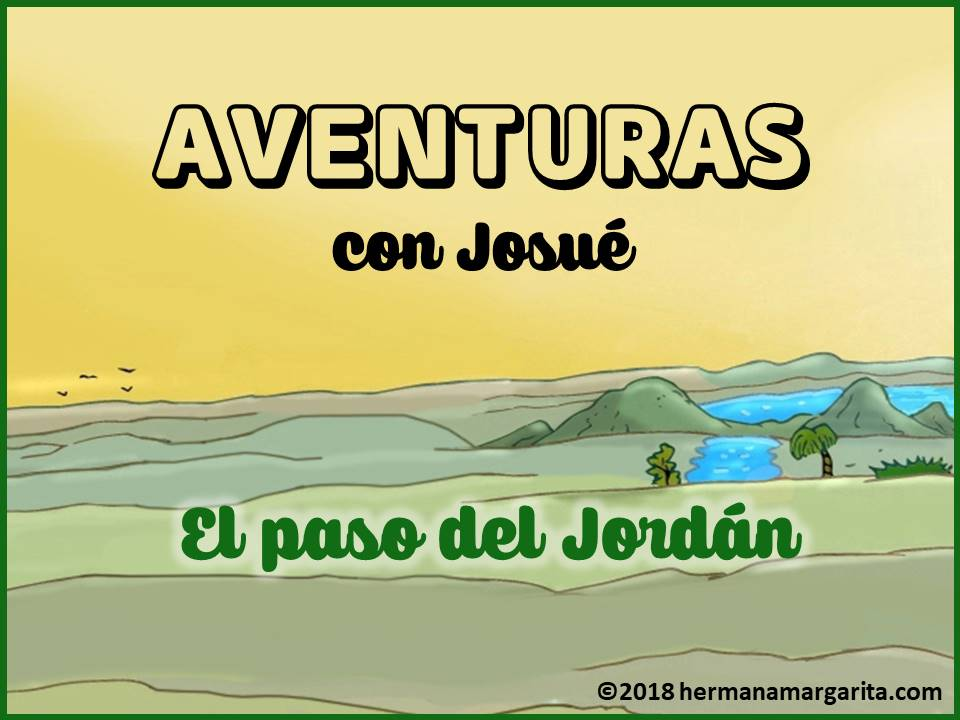 AVENTURAS
con Josué
El paso del Jordán
©2018 hermanamargarita.com